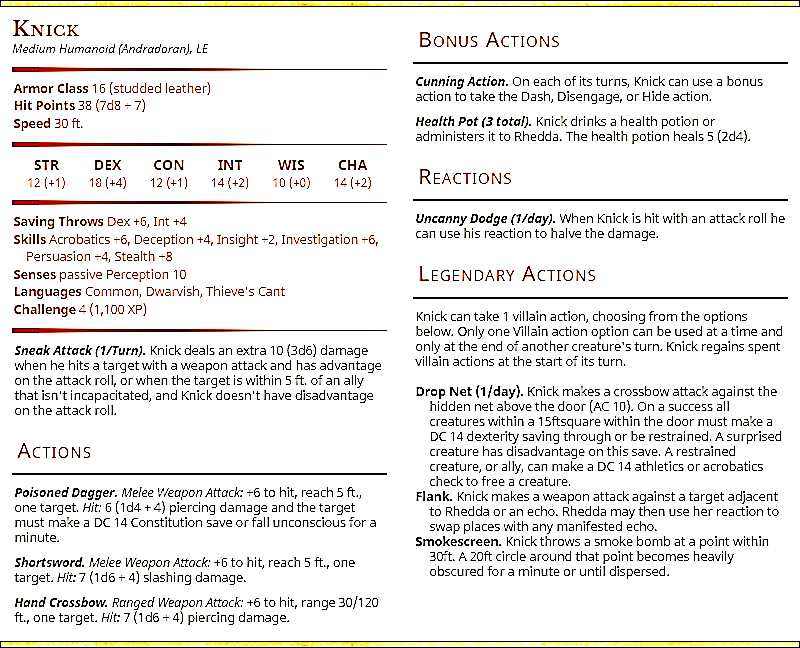 Knick
Medium Humanoid (Andradoran), LE
Armor Class 16 (studded leather)
Hit Points 38 (7d8 + 7)
Speed 30 ft.
STR DEX CON INT WIS CHA
12 (+1) 18 (+4) 12 (+1) 14 (+2) 10 (+0) 14 (+2)
Saving Throws Dex +6, Int +4
Skills Acrobatics +6, Deception +4, Insight +2, Investigation +6,
Persuasion +4, Stealth +8
Senses passive Perception 10
Languages Common, Dwarvish, Thieve's Cant
Challenge 4 (1,100 XP)
Sneak Attack (1/Turn). Knick deals an extra 10 (3d6) damage
when he hits a target with a weapon attack and has advantage
on the attack roll, or when the target is within 5 ft. of an ally
that isn't incapacitated, and Knick doesn't have disadvantage
on the attack roll.
Actions
Poisoned Dagger. Melee Weapon Attack: +6 to hit, reach 5 ft.,
one target. Hit: 6 (1d4 + 4) piercing damage and the target
must make a DC 14 Constitution save or fall unconscious for a
minute.
Shortsword. Melee Weapon Attack: +6 to hit, reach 5 ft., one
target. Hit: 7 (1d6 + 4) slashing damage.
Hand Crossbow. Ranged Weapon Attack: +6 to hit, range 30/120
ft., one target. Hit: 7 (1d6 + 4) piercing damage.
Bonus Actions
Cunning Action. On each of its turns, Knick can use a bonus
action to take the Dash, Disengage, or Hide action.
Health Pot (3 total). Knick drinks a health potion or
administers it to Rhedda. The health potion heals 5 (2d4).
Reactions
Uncanny Dodge (1/day). When Knick is hit with an attack roll he
can use his reaction to halve the damage.
Legendary Actions
Knick can take 1 villain action, choosing from the options
below. Only one Villain action option can be used at a time and
only at the end of another creature's turn. Knick regains spent
villain actions at the start of its turn.
Drop Net (1/day). Knick makes a crossbow attack against the
hidden net above the door (AC 10). On a success all
creatures within a 15ftsquare within the door must make a
DC 14 dexterity saving through or be restrained. A surprised
creature has disadvantage on this save. A restrained
creature, or ally, can make a DC 14 athletics or acrobatics
check to free a creature.
Flank. Knick makes a weapon attack against a target adjacent
to Rhedda or an echo. Rhedda may then use her reaction to
swap places with any manifested echo.
Smokescreen. Knick throws a smoke bomb at a point within
30ft. A 20ft circle around that point becomes heavily
obscured for a minute or until dispersed.